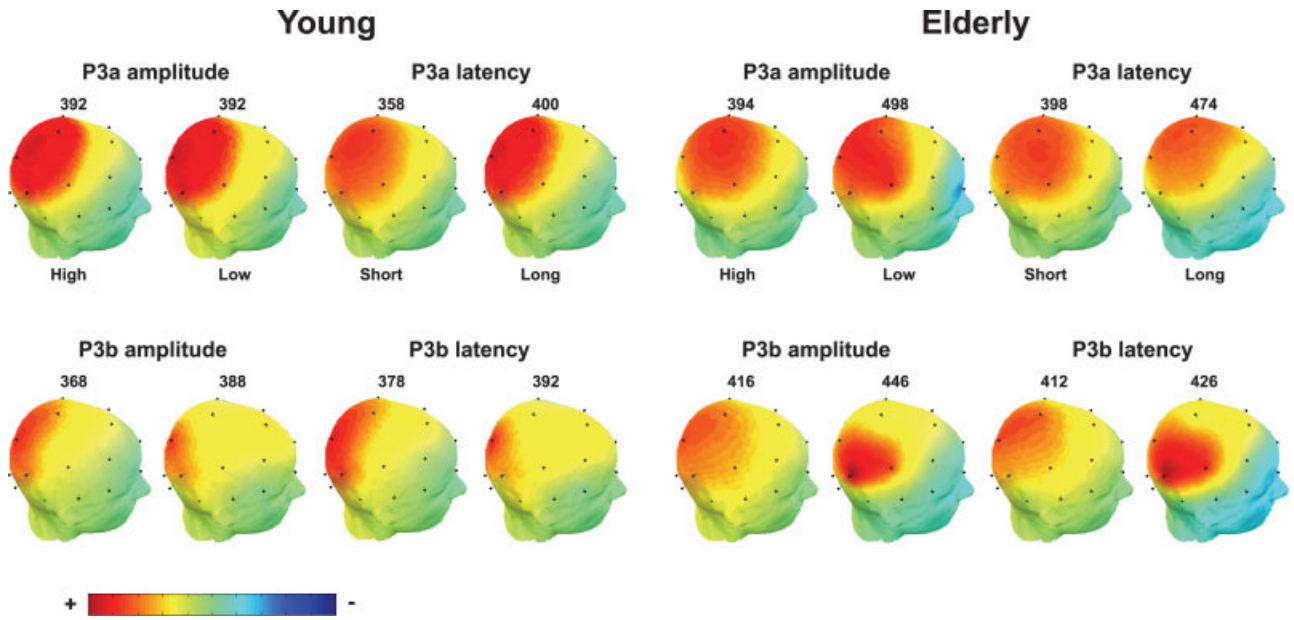 Young Elderly
P3a amplitude P3a latency P3a amplitude P3a latency
392 392 358 400 394 498 398 474
High Low Short Long High Low Short Long
P3b amplitude P3b latency P3b amplitude P3b latency
368 388 378 392 416 446 412 426
+ -